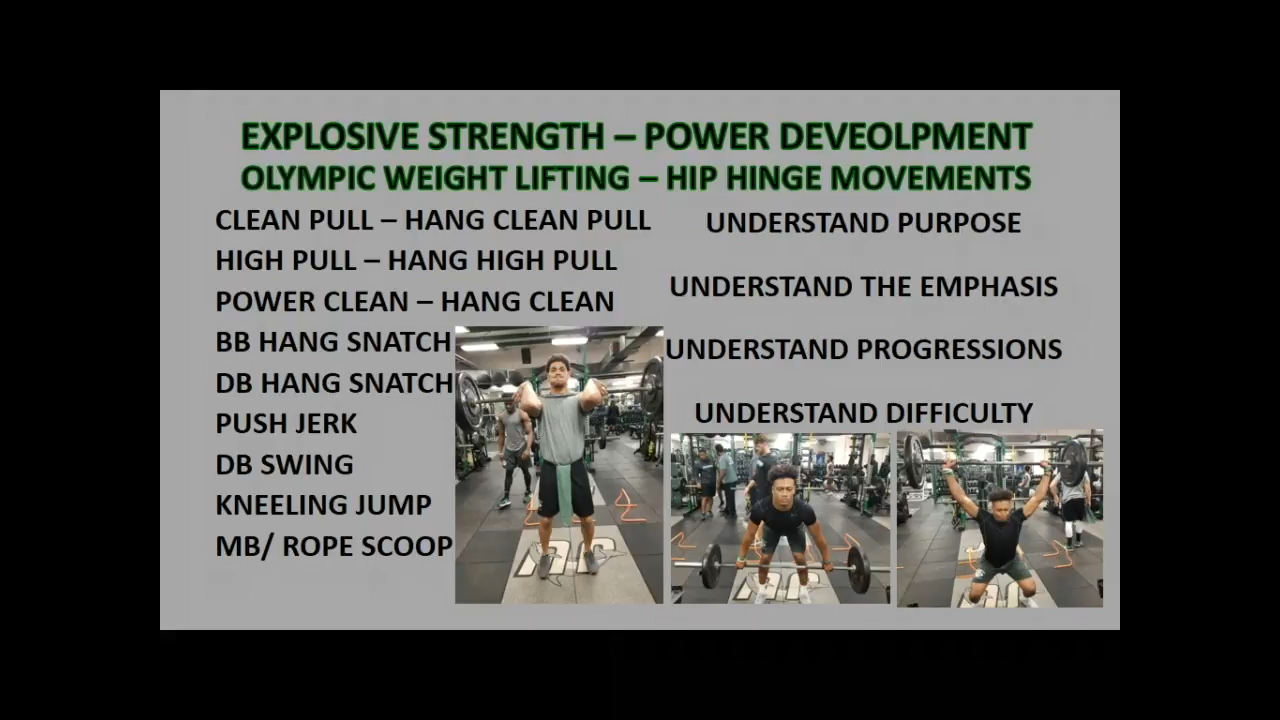 EXPLOSIVE STRENGTH – POWER DEVEOLPMENT
OLYMPIC WEIGHT LIFTING – HIP HINGE MOVEMENTS
CLEAN PULL – HANG CLEAN PULL
HIGH PULL – HANG HIGH PULL
POWER CLEAN – HANG CLEAN
BB HANG SNATCH
DB HANG SNATCH
PUSH JERK
DB SWING
KNEELING JUMP
MB/ ROPE SCOOP
UNDERSTAND PURPOSE
UNDERSTAND THE EMPHASIS
UNDERSTAND PROGRESSIONS
UNDERSTAND DIFFICULTY